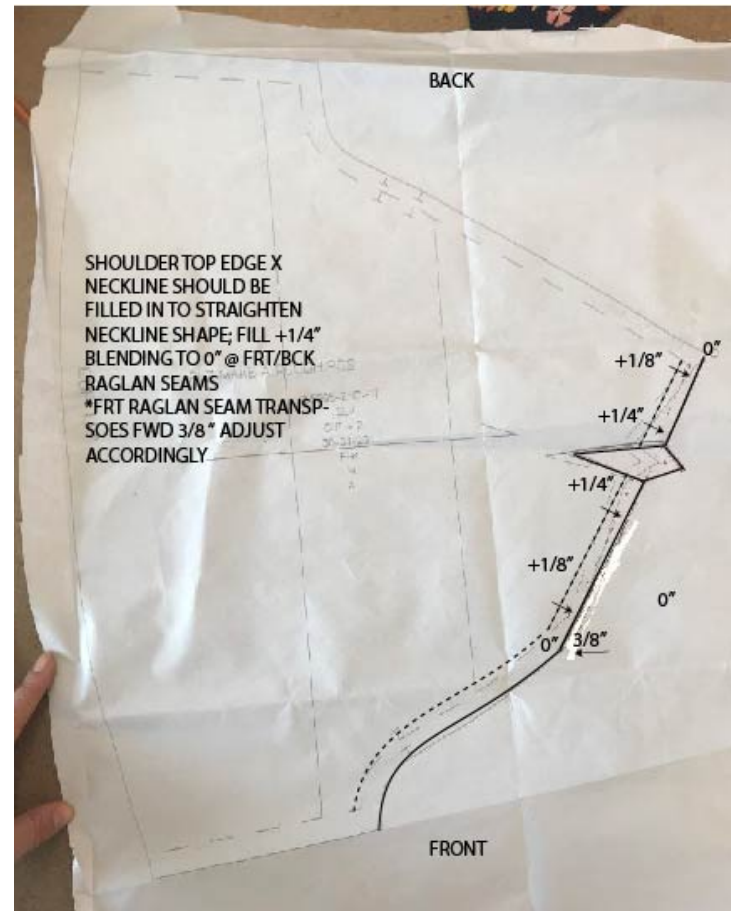 BACK
SHOULDER TOP EDGE X
NECKLINE SHOULD BE
FILLED IN TO STRAIGHTEN
NECKLINE SHAPE; FILL +1/4"
BLENDING TO 0" @ FRT/BCK
RAGLAN SEAMS
*FRT RAGLAN SEAM TRANSP-
SOES FWD 3/8" ADJUST
ACCORDINGLY
0"
+1/8"
+1/4"
+1/4"
+1/8"
0"
0"
3/8"
FRONT